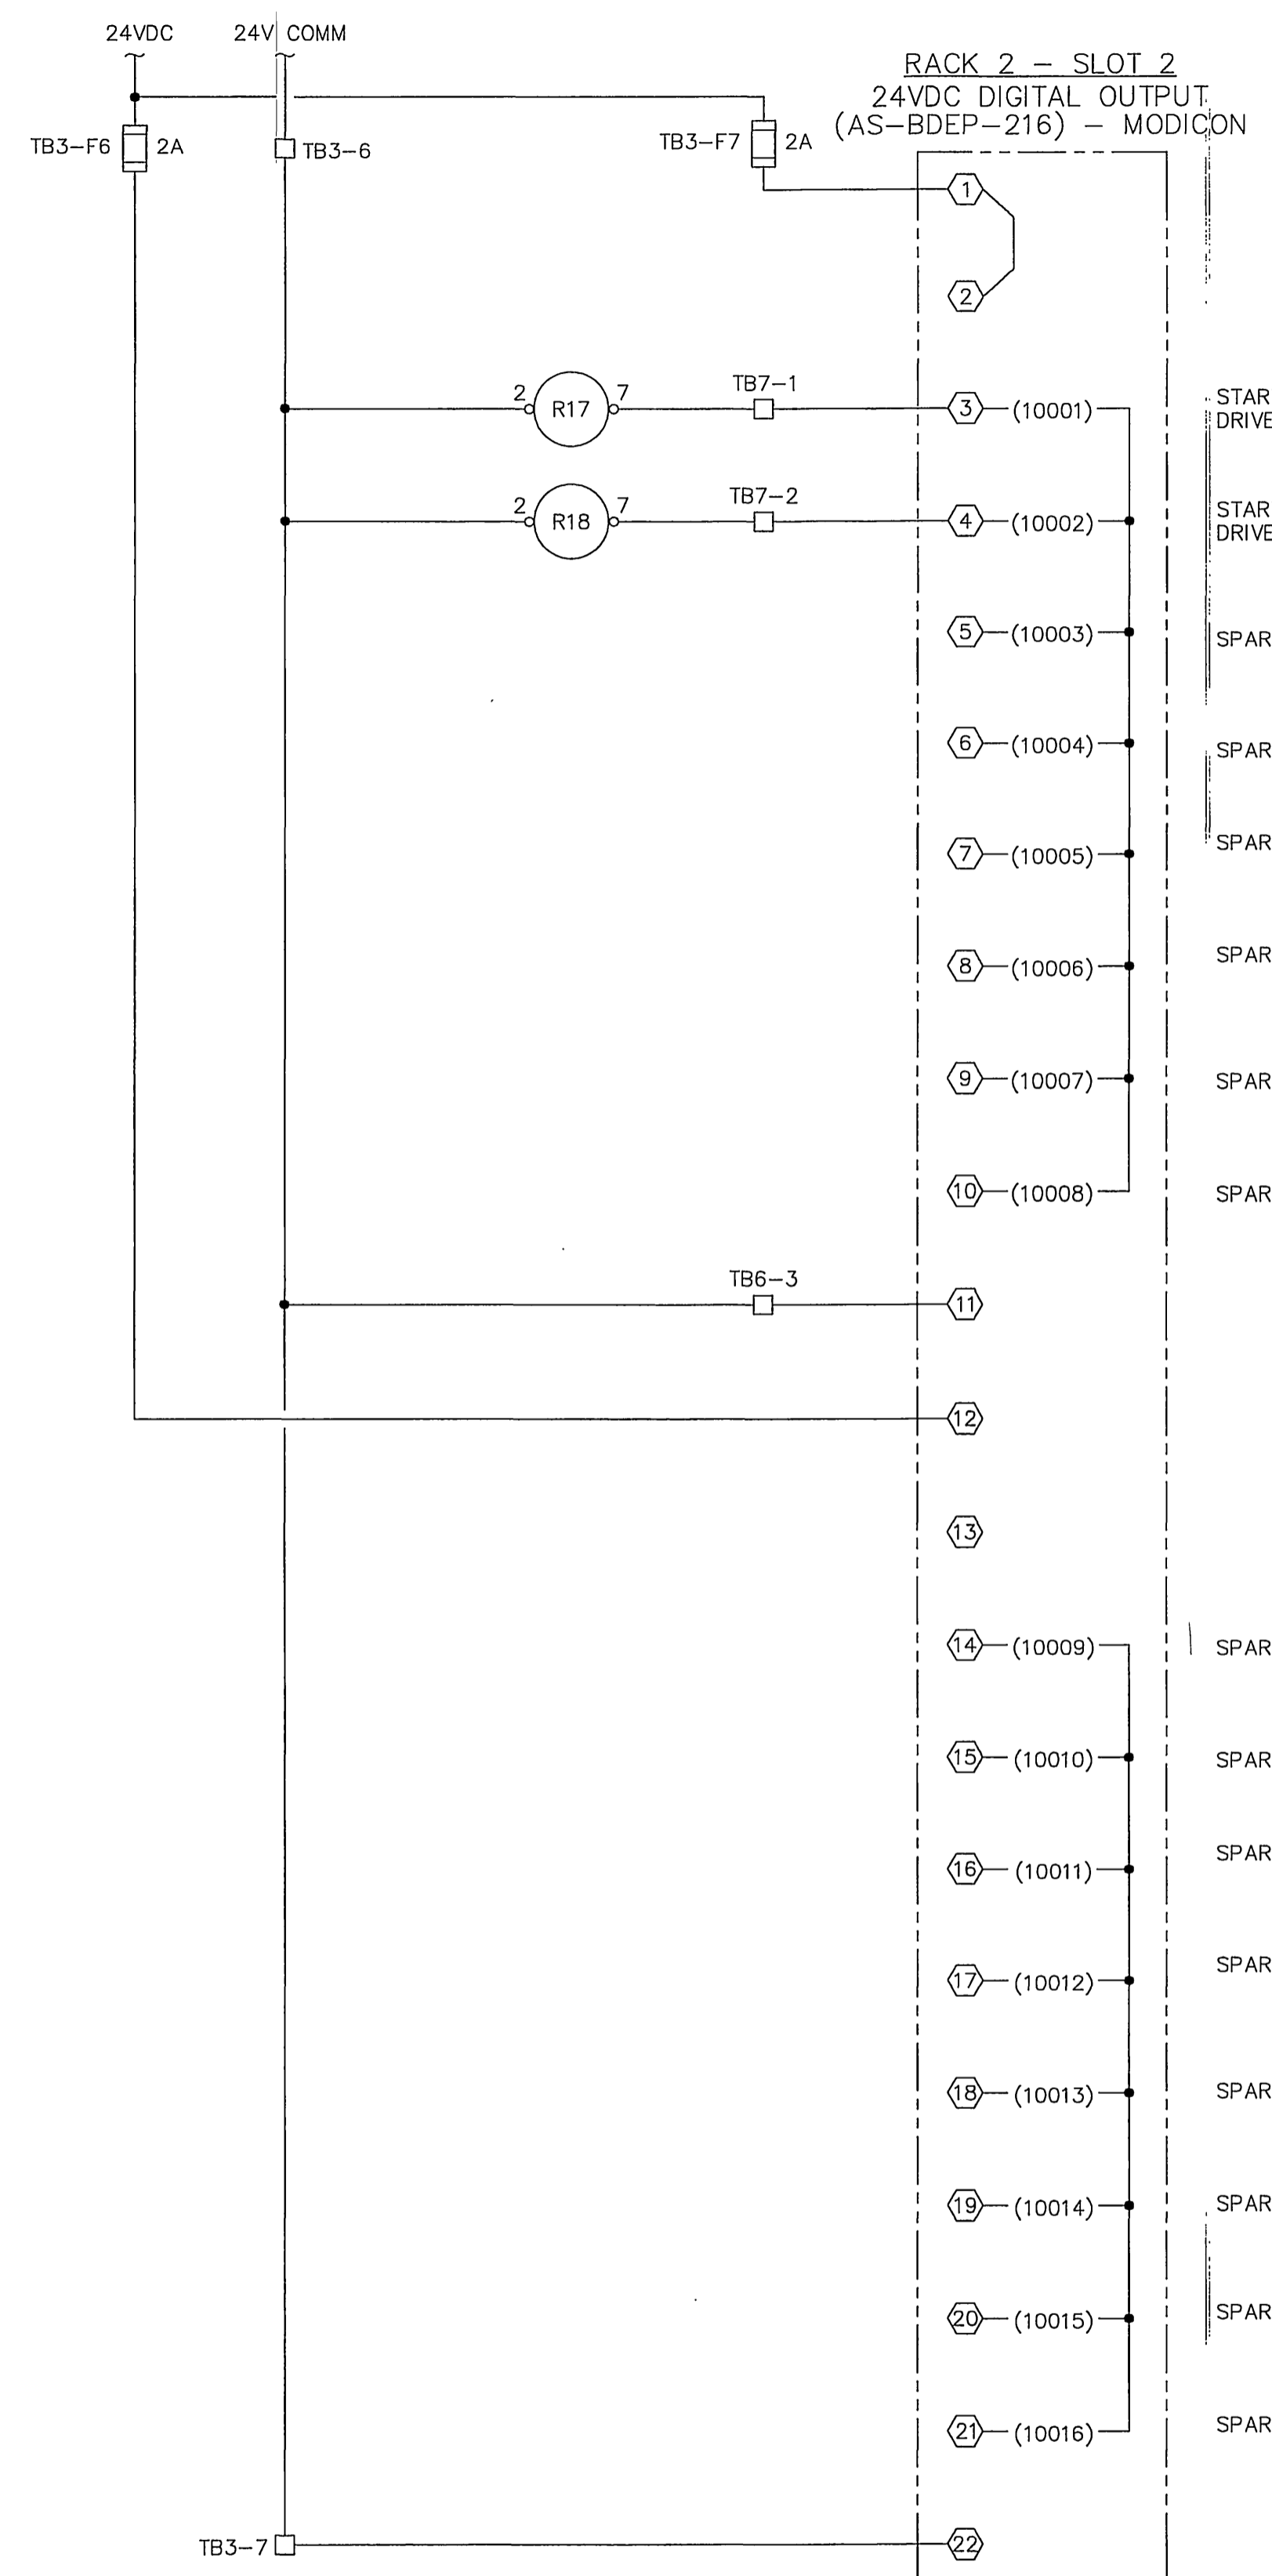 24VDC 24V COMM
RACK 2 – SLOT 2
24VDC DIGITAL OUTPUT
(AS-BDEP-216) – MODICON
TB3-F6 2A TB3-6 TB3-F7 2A
1
2
TB7-1
2 R17 7 3 (10001) STAR
DRIVE
TB7-2
2 R18 7 4 (10002) STAR
DRIVE
5 (10003) SPAR
6 (10004) SPAR
7 (10005) SPAR
8 (10006) SPAR
9 (10007) SPAR
10 (10008) SPAR
TB6-3
11
12
13
14 (10009) SPAR
15 (10010) SPAR
16 (10011) SPAR
17 (10012) SPAR
18 (10013) SPAR
19 (10014) SPAR
20 (10015) SPAR
21 (10016) SPAR
TB3-7 22